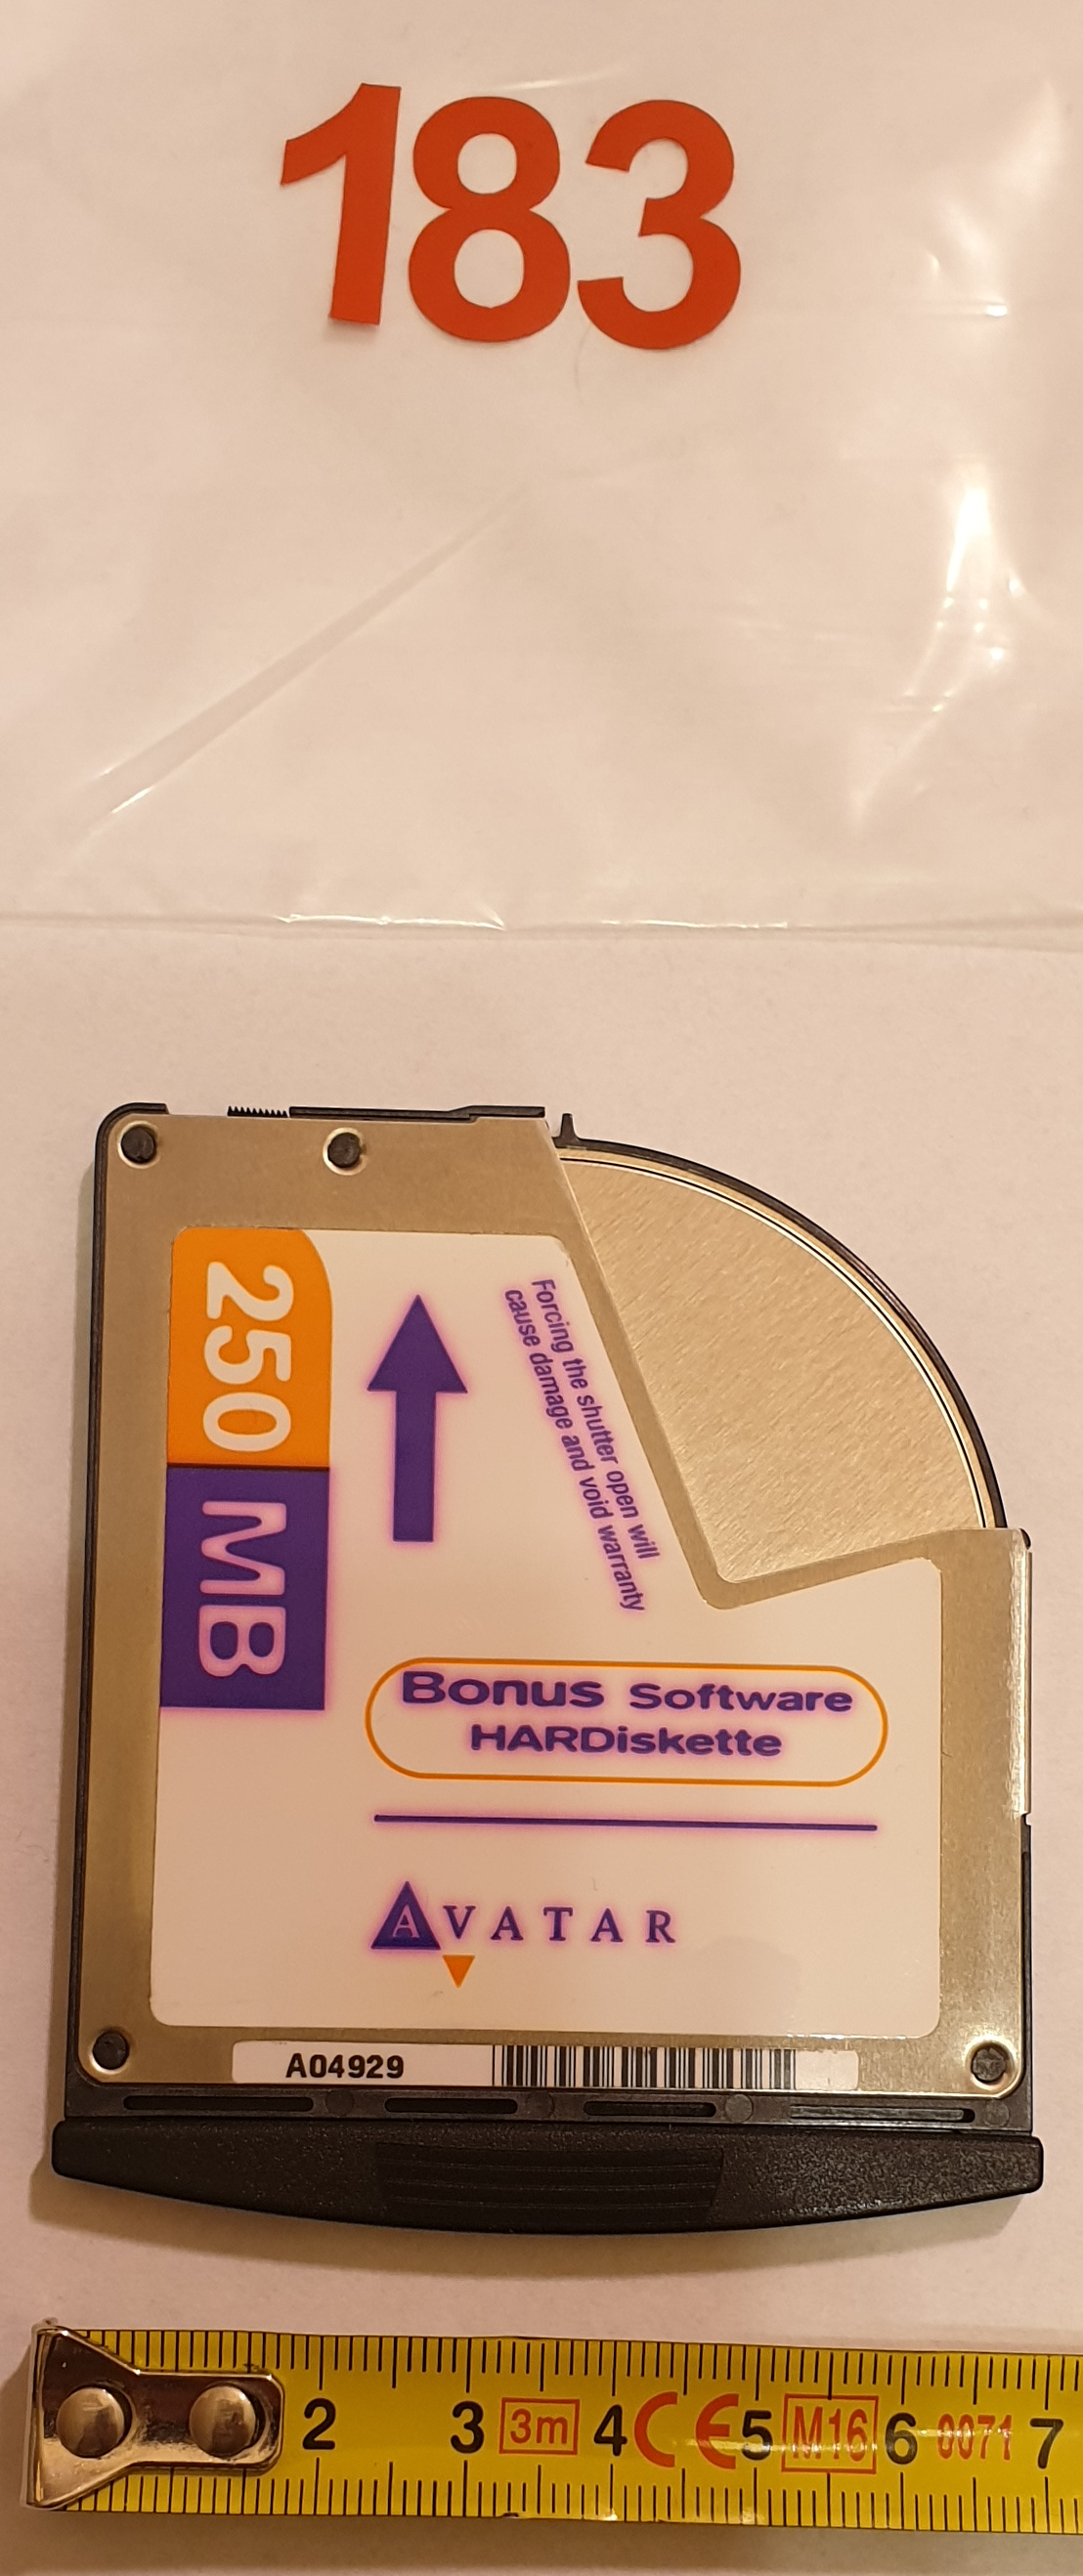 183
250 MB
Forcing the shutter open will
cause damage and void warranty
Bonus Software
HARDiskette
AVATAR
A04929
2 3 3m 4 CE 5 M16 6 0071 7